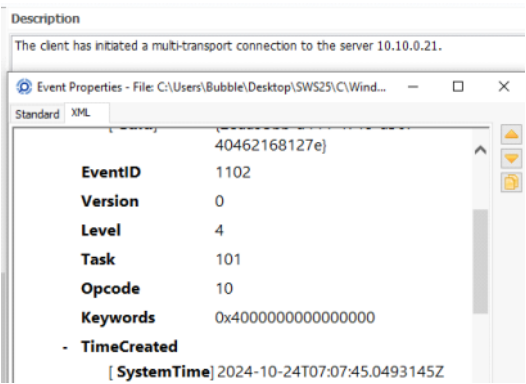 Description
The client has initiated a multi-transport connection to the server 10.10.0.21.
Event Properties - File: C:\Users\Bubble\Desktop\SWS25\C\Wind...
Standard XML
40462168127e}
EventID 1102
Version 0
Level 4
Task 101
Opcode 10
Keywords 0x4000000000000000
- TimeCreated
[ SystemTime] 2024-10-24T07:07:45.0493145Z